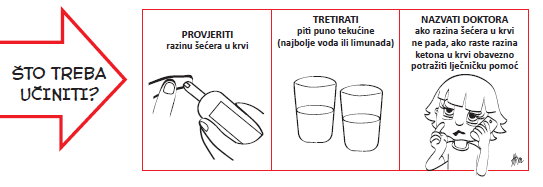 ŠTO TREBA
UČINITI?
PROVJERITI
razinu šećera u krvi
TRETIRATI
piti puno tekućine
(najbolje voda ili limunada)
NAZVATI DOKTORA
ako razina šećera u krvi
ne pada, ako raste razina
ketona u krvi obavezno
potražiti lječničku pomoć